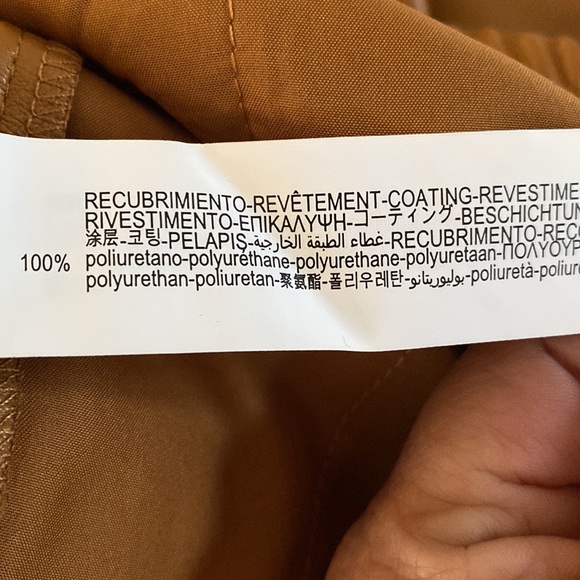 RECUBRIMIENTO-REVÊTEMENT-COATING-REVESTIME
RIVESTIMENTO-ΕΠΙΚΑΛΥΨΗ-コーティング-BESCHICHTUN
涂层-코팅-PELAPIS-غطاء الطبقة الخارجية-RECUBRIMENTO-RECO
100% poliuretano-polyuréthane-polyurethane-polyuretaan-ΠΟΛΥΟΥΡ
polyurethan-poliuretan-聚氨酯-폴리우레탄-بوليوريتانو-poliuretà-poliure